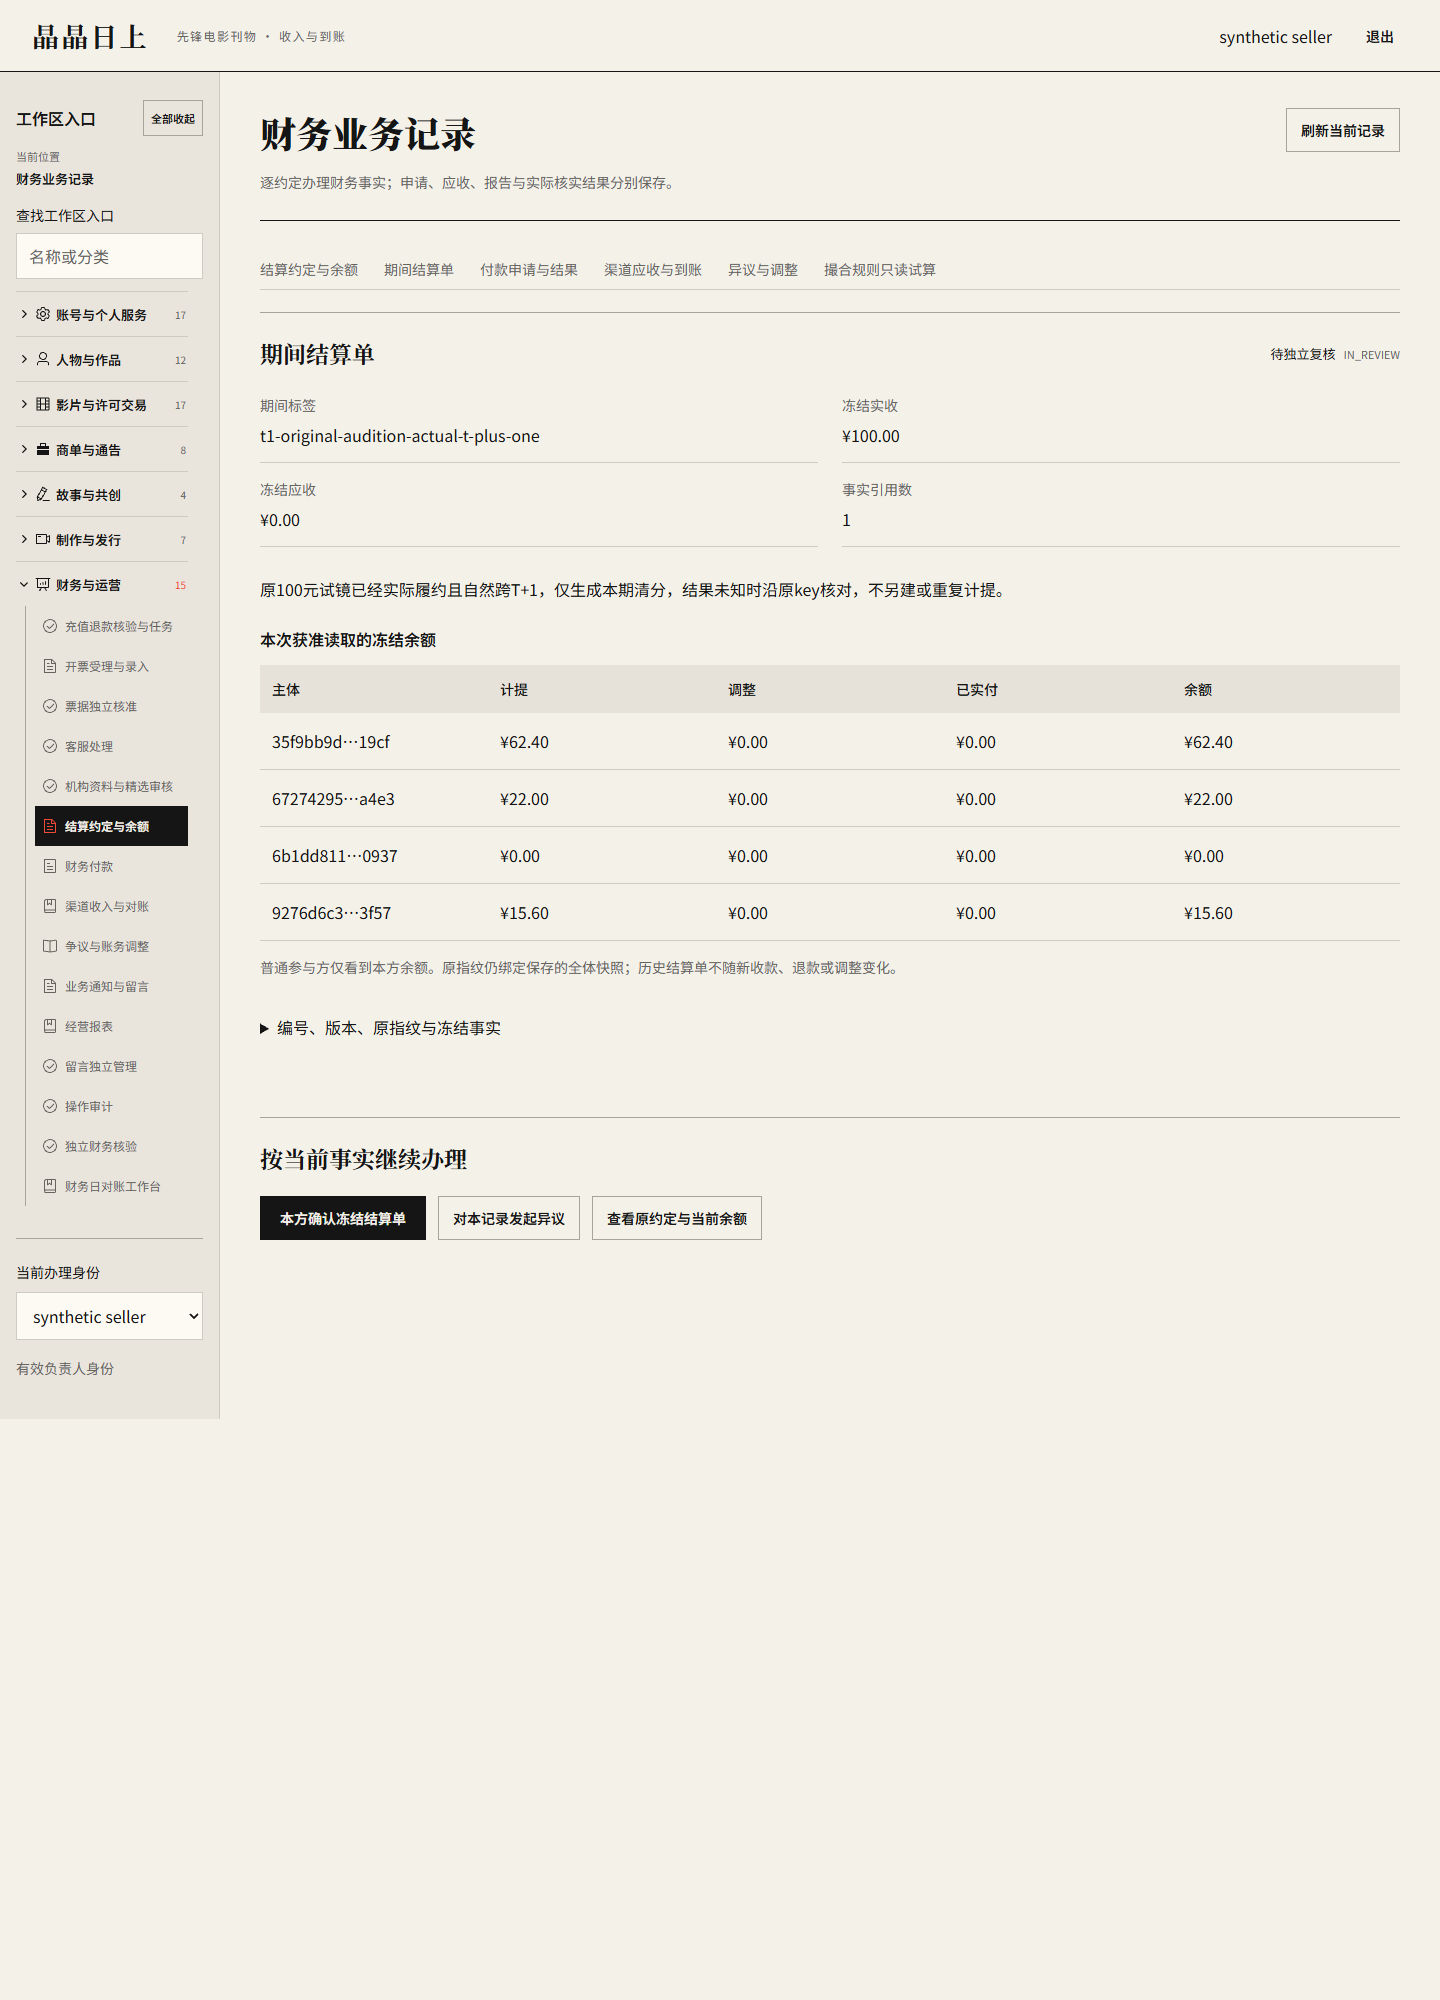 晶晶日上
先锋电影刊物 · 收入与到账
synthetic seller
退出
工作区入口
全部收起
当前位置
财务业务记录
查找工作区入口
名称或分类
账号与个人服务 17
人物与作品 12
影片与许可交易 17
商单与通告 8
故事与共创 4
制作与发行 7
财务与运营 15
充值退款核验与任务
开票受理与录入
票据独立核准
客服处理
机构资料与精选审核
结算约定与余额
财务付款
渠道收入与对账
争议与账务调整
业务通知与留言
经营报表
留言独立管理
操作审计
独立财务核验
财务日对账工作台
当前办理身份
synthetic seller
有效负责人身份
财务业务记录
刷新当前记录
逐约定办理财务事实；申请、应收、报告与实际核实结果分别保存。
结算约定与余额 期间结算单 付款申请与结果 渠道应收与到账 异议与调整 撮合规则只读试算
期间结算单
待独立复核 IN_REVIEW
期间标签
t1-original-audition-actual-t-plus-one
冻结实收
¥100.00
冻结应收
¥0.00
事实引用数
1
原100元试镜已经实际履约且自然跨T+1，仅生成本期清分，结果未知时沿原key核对，不另建或重复计提。
本次获准读取的冻结余额
主体 计提 调整 已实付 余额
35f9bb9d…19cf ¥62.40 ¥0.00 ¥0.00 ¥62.40
67274295…a4e3 ¥22.00 ¥0.00 ¥0.00 ¥22.00
6b1dd811…0937 ¥0.00 ¥0.00 ¥0.00 ¥0.00
9276d6c3…3f57 ¥15.60 ¥0.00 ¥0.00 ¥15.60
普通参与方仅看到本方余额。原指纹仍绑定保存的全体快照；历史结算单不随新收款、退款或调整变化。
编号、版本、原指纹与冻结事实
按当前事实继续办理
本方确认冻结结算单 对本记录发起异议 查看原约定与当前余额